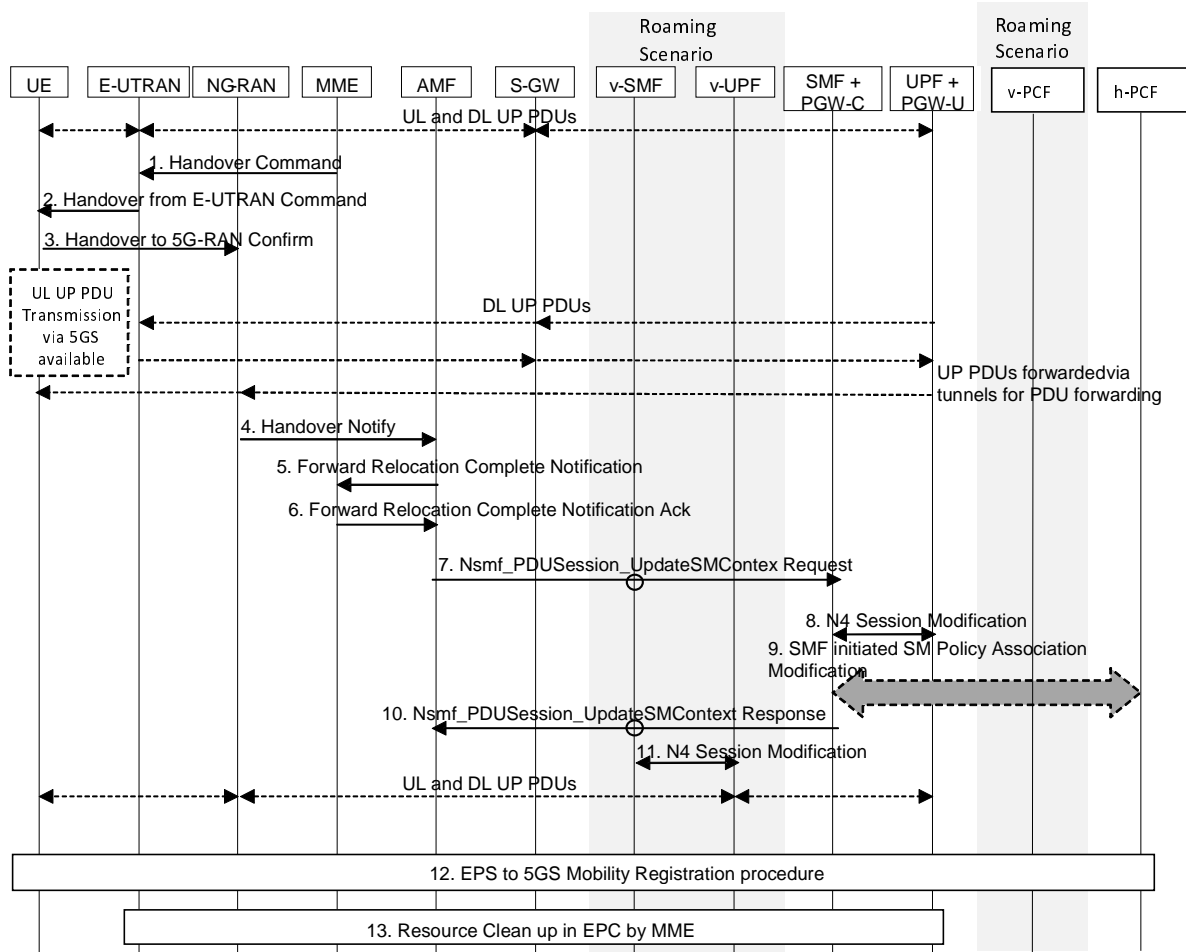 Roaming
Scenario
Roaming
Scenario
UE
E-UTRAN
NG-RAN
MME
AMF
S-GW
v-SMF
v-UPF
SMF +
PGW-C
UPF +
PGW-U
v-PCF
h-PCF
UL and DL UP PDUs
1. Handover Command
2. Handover from E-UTRAN Command
3. Handover to 5G-RAN Confirm
UL UP PDU
Transmission
via 5GS
available
DL UP PDUs
UP PDUs forwardedvia
tunnels for PDU forwarding
4. Handover Notify
5. Forward Relocation Complete Notification
6. Forward Relocation Complete Notification Ack
7. Nsmf_PDUSession_UpdateSMContex Request
8. N4 Session Modification
9. SMF initiated SM Policy Association
Modification
10. Nsmf_PDUSession_UpdateSMContext Response
11. N4 Session Modification
UL and DL UP PDUs
12. EPS to 5GS Mobility Registration procedure
13. Resource Clean up in EPC by MME